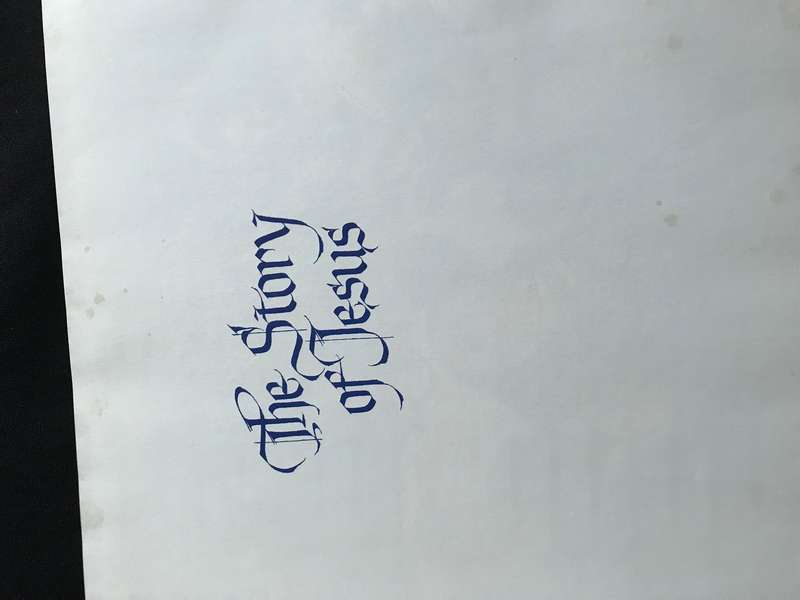 The Story
of Jesus